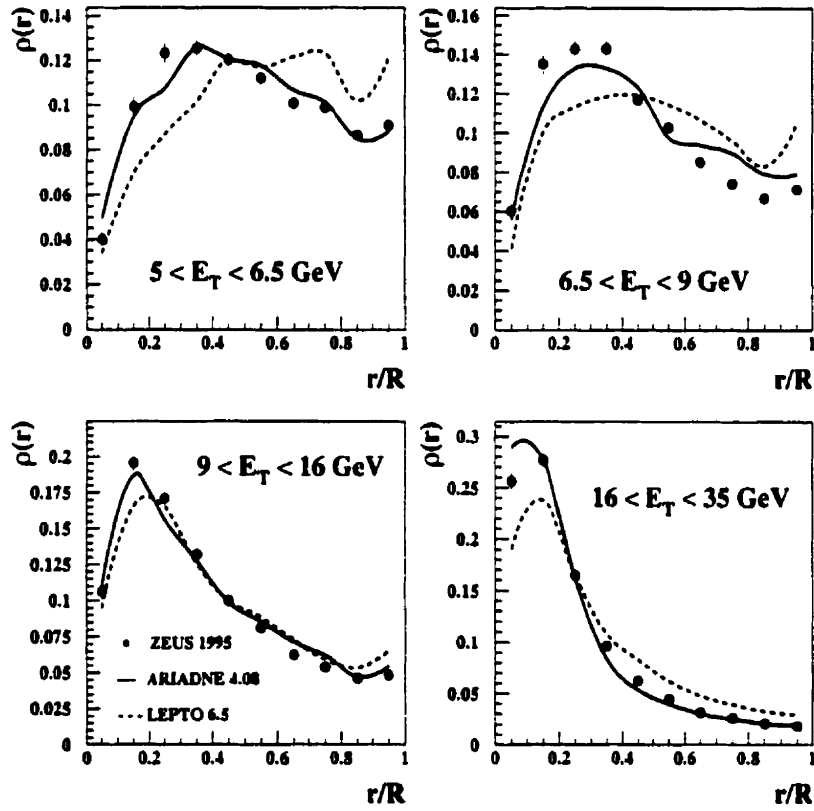 ρ(r)
0.14
0.12
0.1
0.08
0.06
0.04
0.02
0
5 < E_T < 6.5 GeV
0 0.2 0.4 0.6 0.8 1
r/R
ρ(r)
0.16
0.14
0.12
0.1
0.08
0.06
0.04
0.02
0
6.5 < E_T < 9 GeV
0 0.2 0.4 0.6 0.8 1
r/R
ρ(r)
0.2
0.175
0.15
0.125
0.1
0.075
0.05
0.025
0
9 < E_T < 16 GeV
ZEUS 1995
ARIADNE 4.08
LEPTO 6.5
0 0.2 0.4 0.6 0.8 1
r/R
ρ(r)
0.3
0.25
0.2
0.15
0.1
0.05
0
16 < E_T < 35 GeV
0 0.2 0.4 0.6 0.8 1
r/R